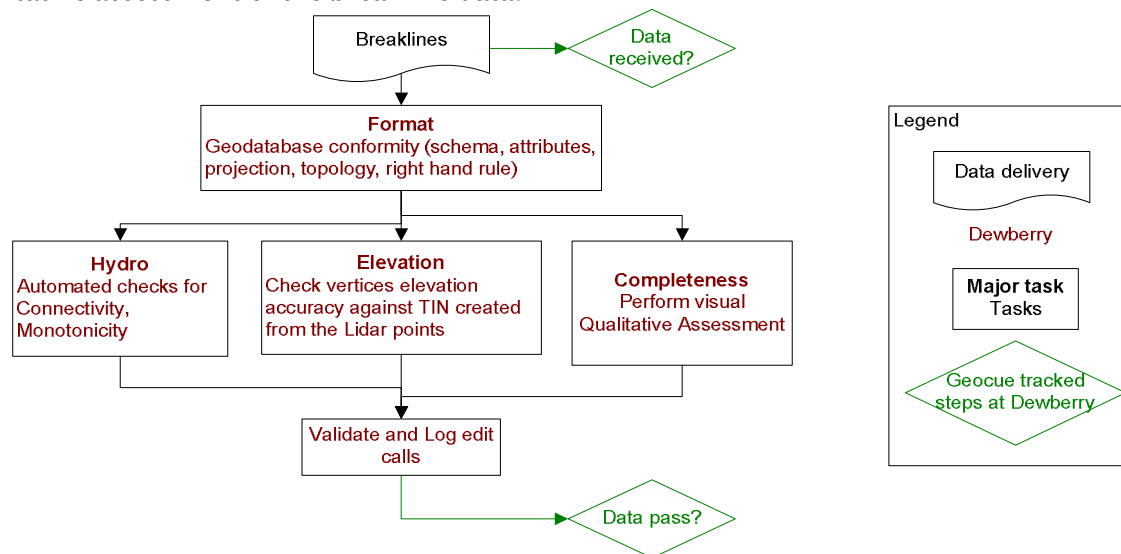 Breaklines
Data
received?
Format
Geodatabase conformity (schema, attributes,
projection, topology, right hand rule)
Hydro
Automated checks for
Connectivity,
Monotonicity
Elevation
Check vertices elevation
accuracy against TIN created
from the Lidar points
Completeness
Perform visual
Qualitative Assessment
Validate and Log edit
calls
Data pass?
Legend
Data delivery
Dewberry
Major task
Tasks
Geocue tracked
steps at Dewberry